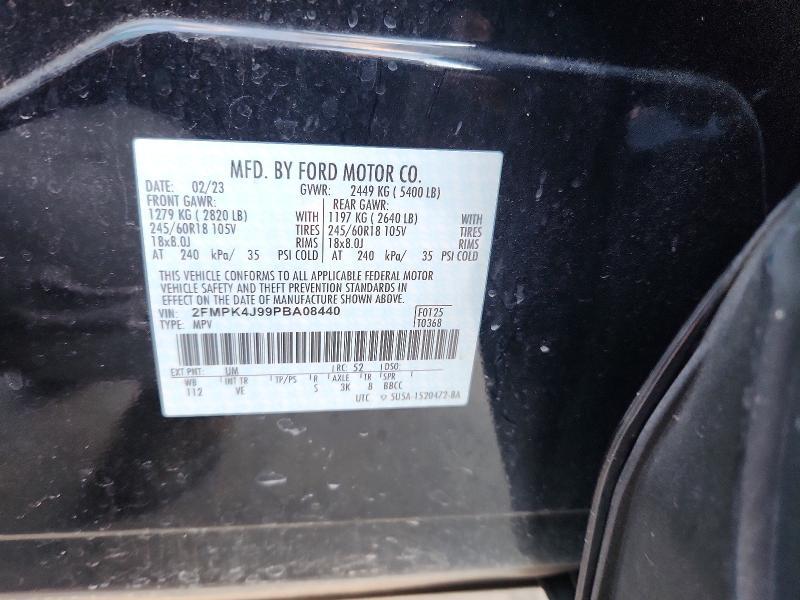 MFD. BY FORD MOTOR CO.
DATE: 02/23 GVWR: 2449 KG ( 5400 LB)
FRONT GAWR: REAR GAWR:
1279 KG ( 2820 LB) WITH 1197 KG ( 2640 LB) WITH
245/60R18 105V TIRES 245/60R18 105V TIRES
18x8.0J RIMS 18x8.0J RIMS
AT 240 kPa/ 35 PSI COLD AT 240 kPa/ 35 PSI COLD
THIS VEHICLE CONFORMS TO ALL APPLICABLE FEDERAL MOTOR
VEHICLE SAFETY AND THEFT PREVENTION STANDARDS IN
EFFECT ON THE DATE OF MANUFACTURE SHOWN ABOVE.
VIN: 2FMPK4J99PBA08440 F0125
TYPE: MPV T0368
EXT PNT: UM RC: 52 DSO:
WB INT TR TP/PS R AXLE TR SPR
112 VE S 3K 8 BBCC
UTC 5U5A-1520472-BA